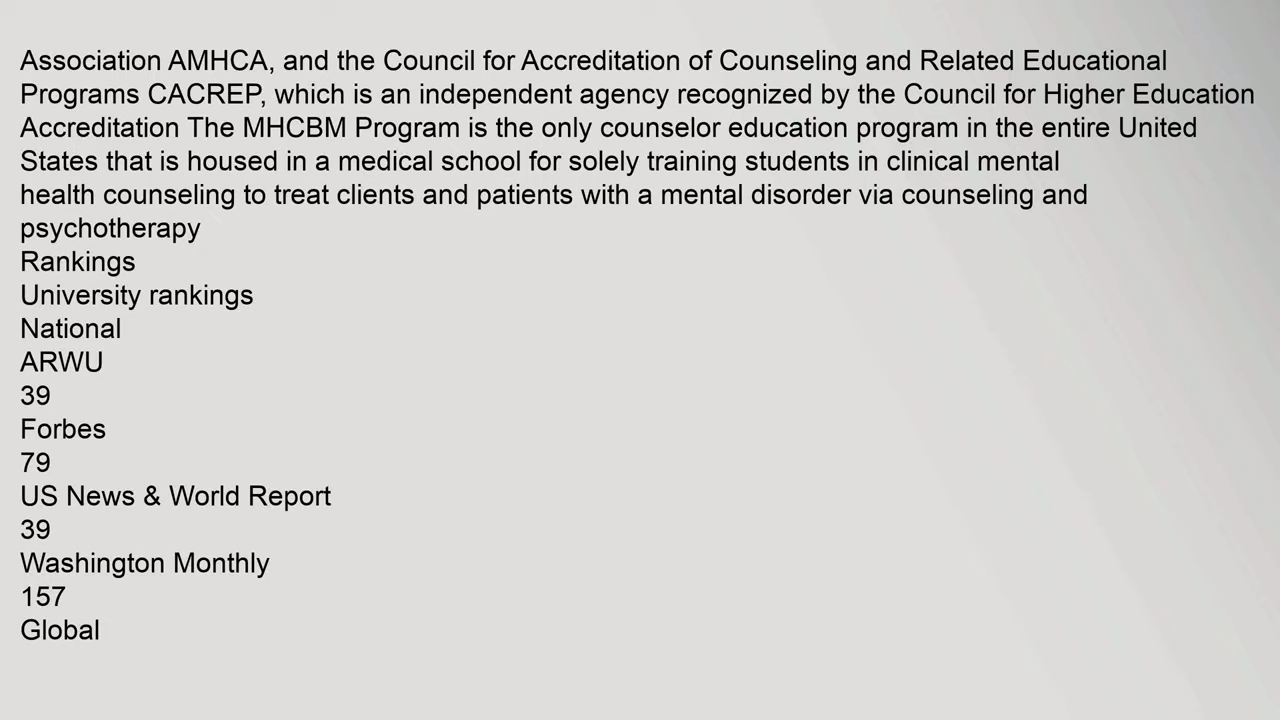 Association AMHCA, and the Council for Accreditation of Counseling and Related Educational
Programs CACREP, which is an independent agency recognized by the Council for Higher Education
Accreditation The MHCBM Program is the only counselor education program in the entire United
States that is housed in a medical school for solely training students in clinical mental
health counseling to treat clients and patients with a mental disorder via counseling and
psychotherapy
Rankings
University rankings
National
ARWU
39
Forbes
79
US News & World Report
39
Washington Monthly
157
Global